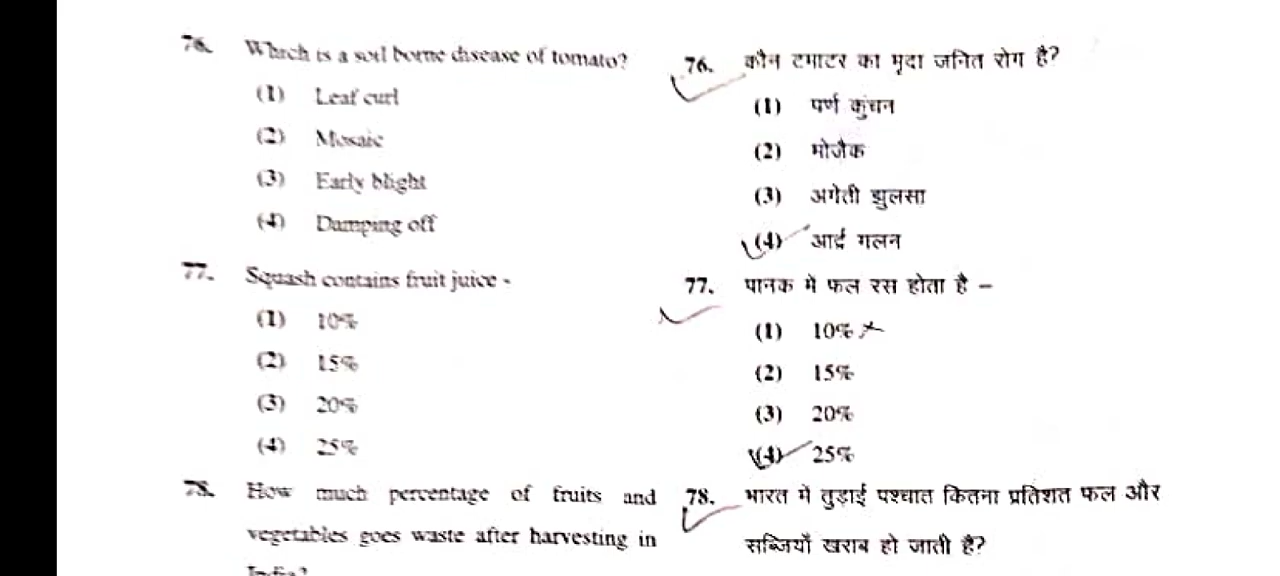 76. Which is a soil borne disease of tomato?
(1) Leaf curl
(2) Mosaic
(3) Early blight
(4) Damping off
77. Squash contains fruit juice -
(1) 10%
(2) 15%
(3) 20%
(4) 25%
78. How much percentage of fruits and
vegetables goes waste after harvesting in
India?
76. कौन टमाटर का मृदा जनित रोग है?
(1) पर्ण कुंचन
(2) मोजैक
(3) अगेती झुलसा
(4) आर्द्र गलन
77. पानक में फल रस होता है –
(1) 10%
(2) 15%
(3) 20%
(4) 25%
78. भारत में तुड़ाई पश्चात कितना प्रतिशत फल और
सब्जियाँ खराब हो जाती है?